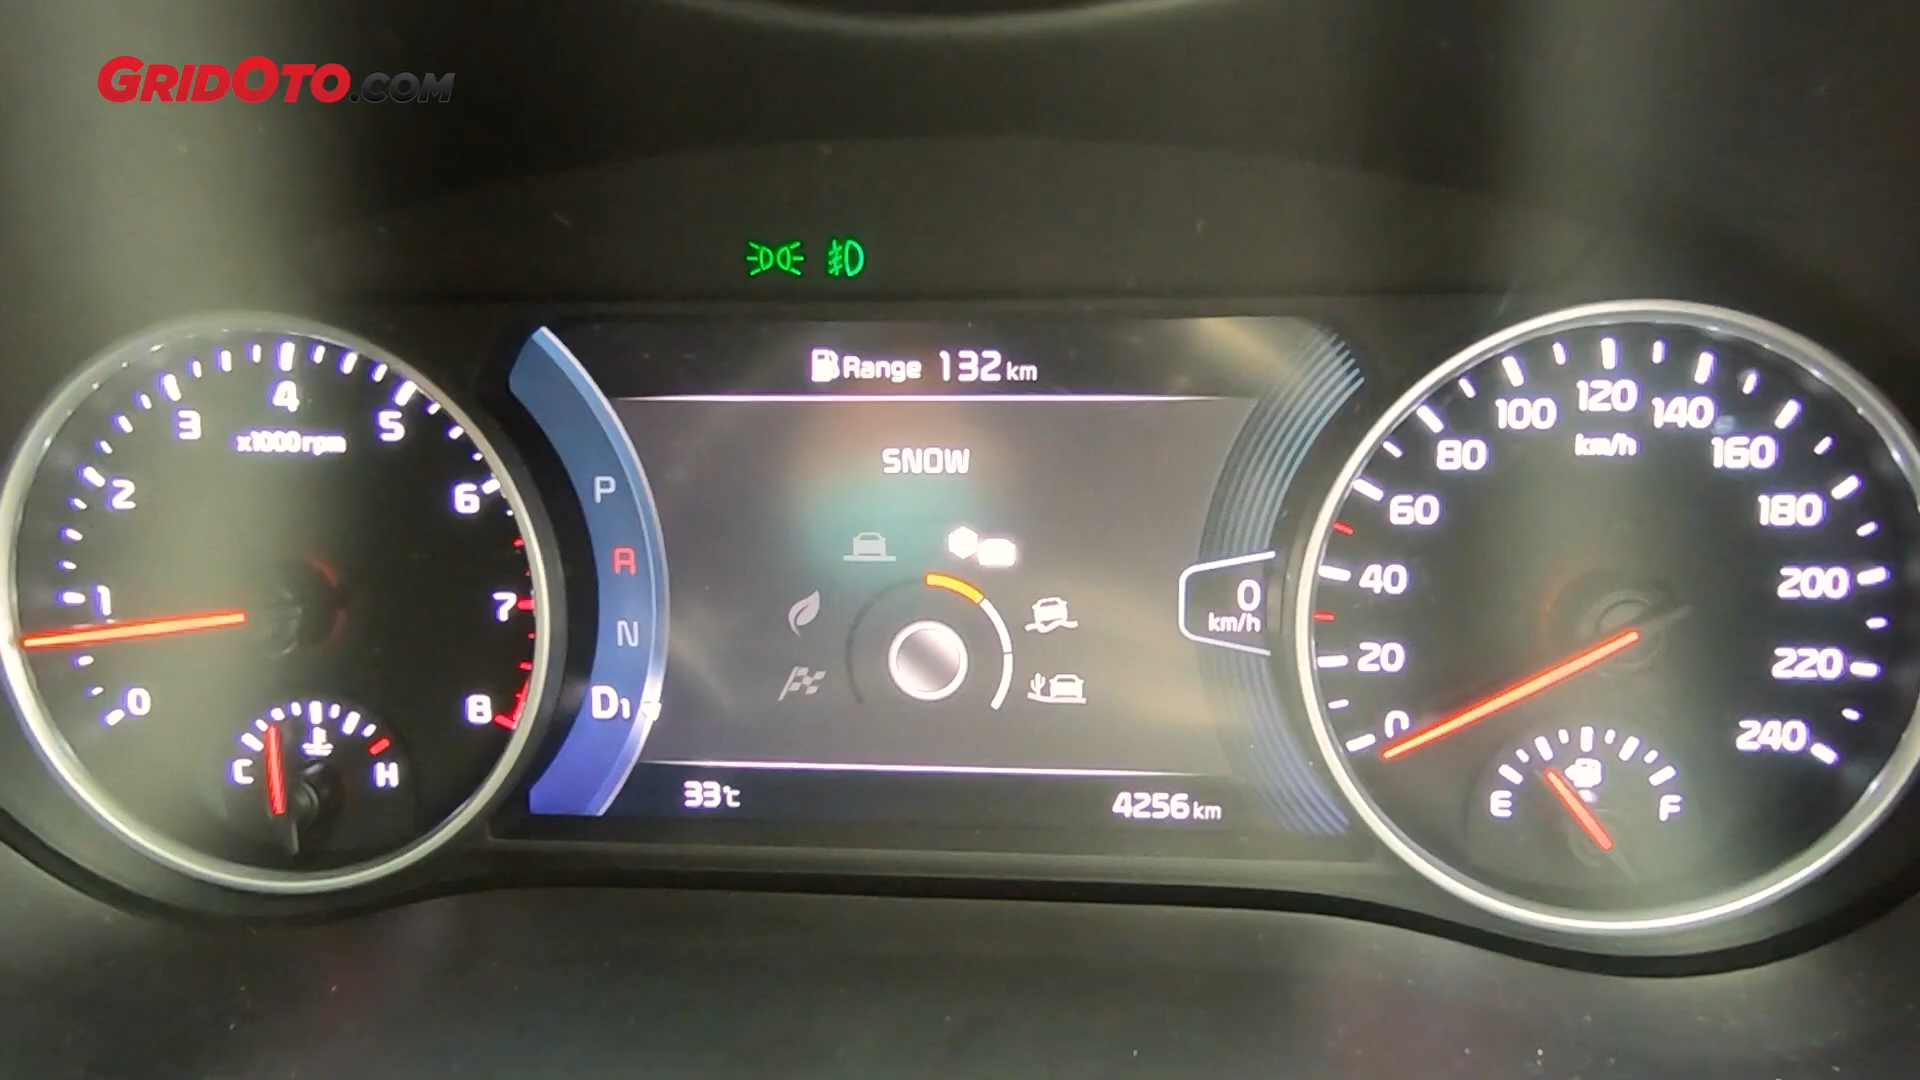 GRIDOTO.COM
Range 132 km
SNOW
P
R
N
D1
0 km/h
33°C
4256 km
0 1 2 3 4 5 6 7 8
x1000rpm
C H
0 20 40 60 80 100 120 140 160 180 200 220 240
km/h
E F